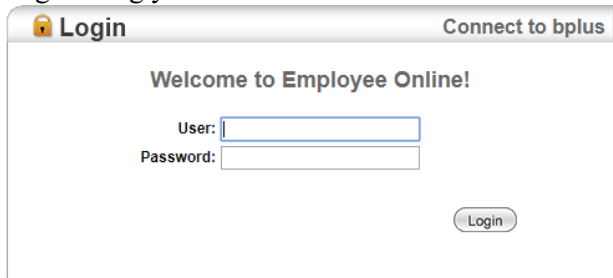 Login Connect to bplus
Welcome to Employee Online!
User:
Password:
Login